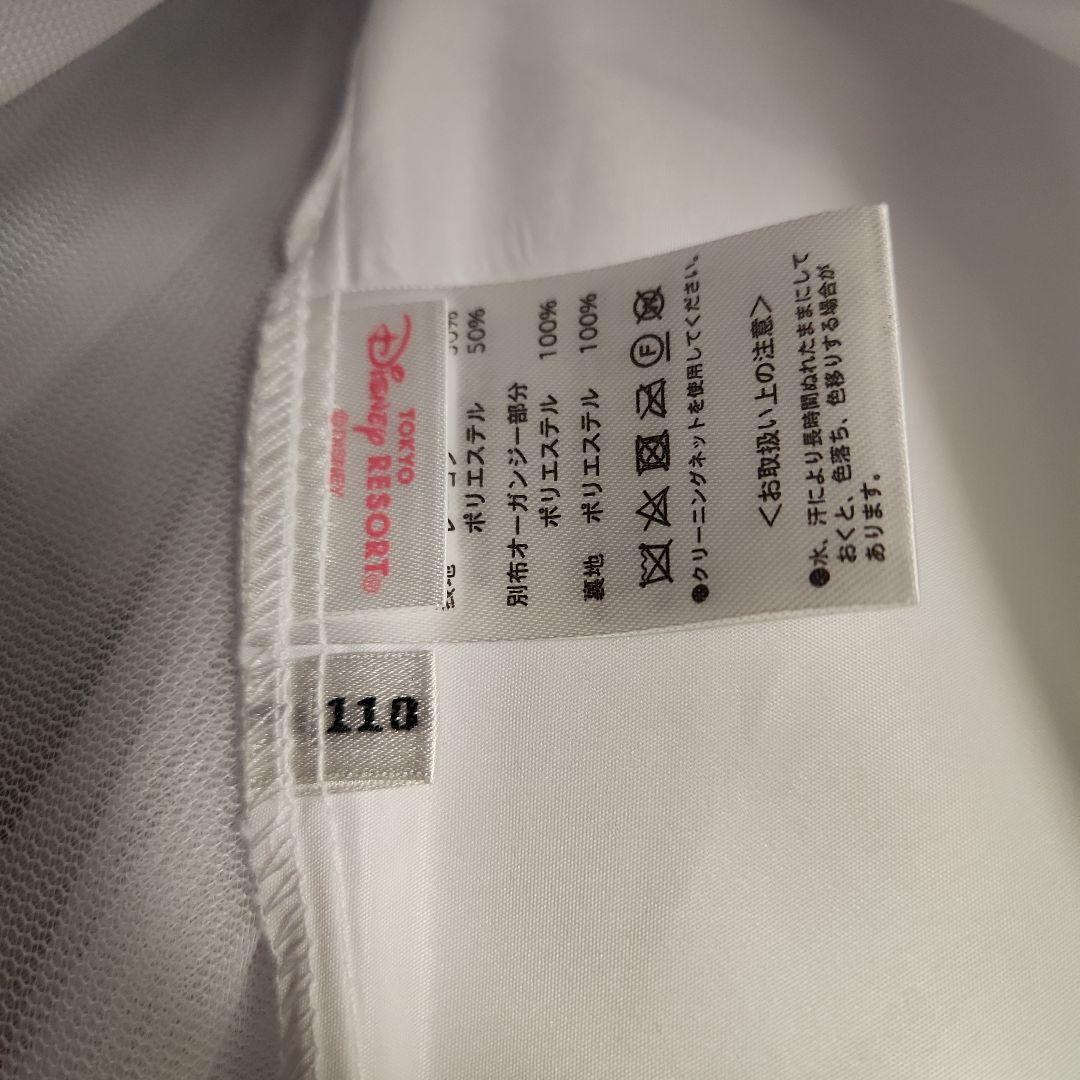 TOKYO
Disney RESORT®
©DISNEY
50%
ポリエステル 50%
別布オーガンジー部分
ポリエステル 100%
裏地 ポリエステル 100%
F
●クリーニングネットを使用してください。
<お取扱い上の注意>
●水、汗により長時間ぬれたままにして
おくと、色落ち、色移りする場合が
あります。
110